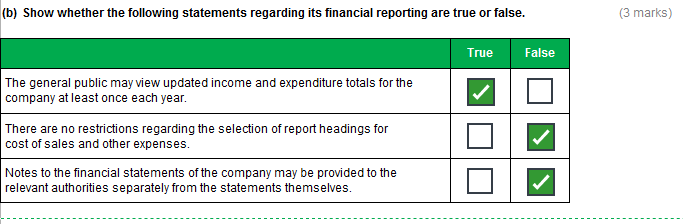 (b) Show whether the following statements regarding its financial reporting are true or false. (3 marks)
True False
The general public may view updated income and expenditure totals for the
company at least once each year.
There are no restrictions regarding the selection of report headings for
cost of sales and other expenses.
Notes to the financial statements of the company may be provided to the
relevant authorities separately from the statements themselves.